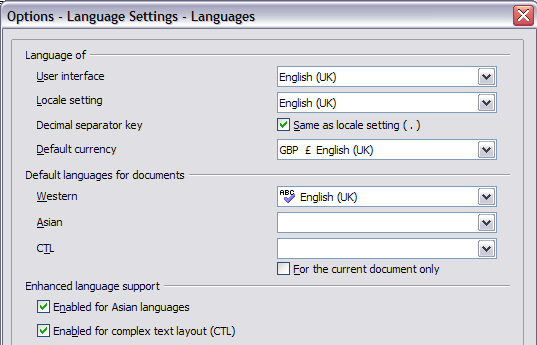 Options - Language Settings - Languages
Language of
User interface English (UK)
Locale setting English (UK)
Decimal separator key Same as locale setting ( . )
Default currency GBP £ English (UK)
Default languages for documents
Western ABC English (UK)
Asian
CTL
For the current document only
Enhanced language support
Enabled for Asian languages
Enabled for complex text layout (CTL)